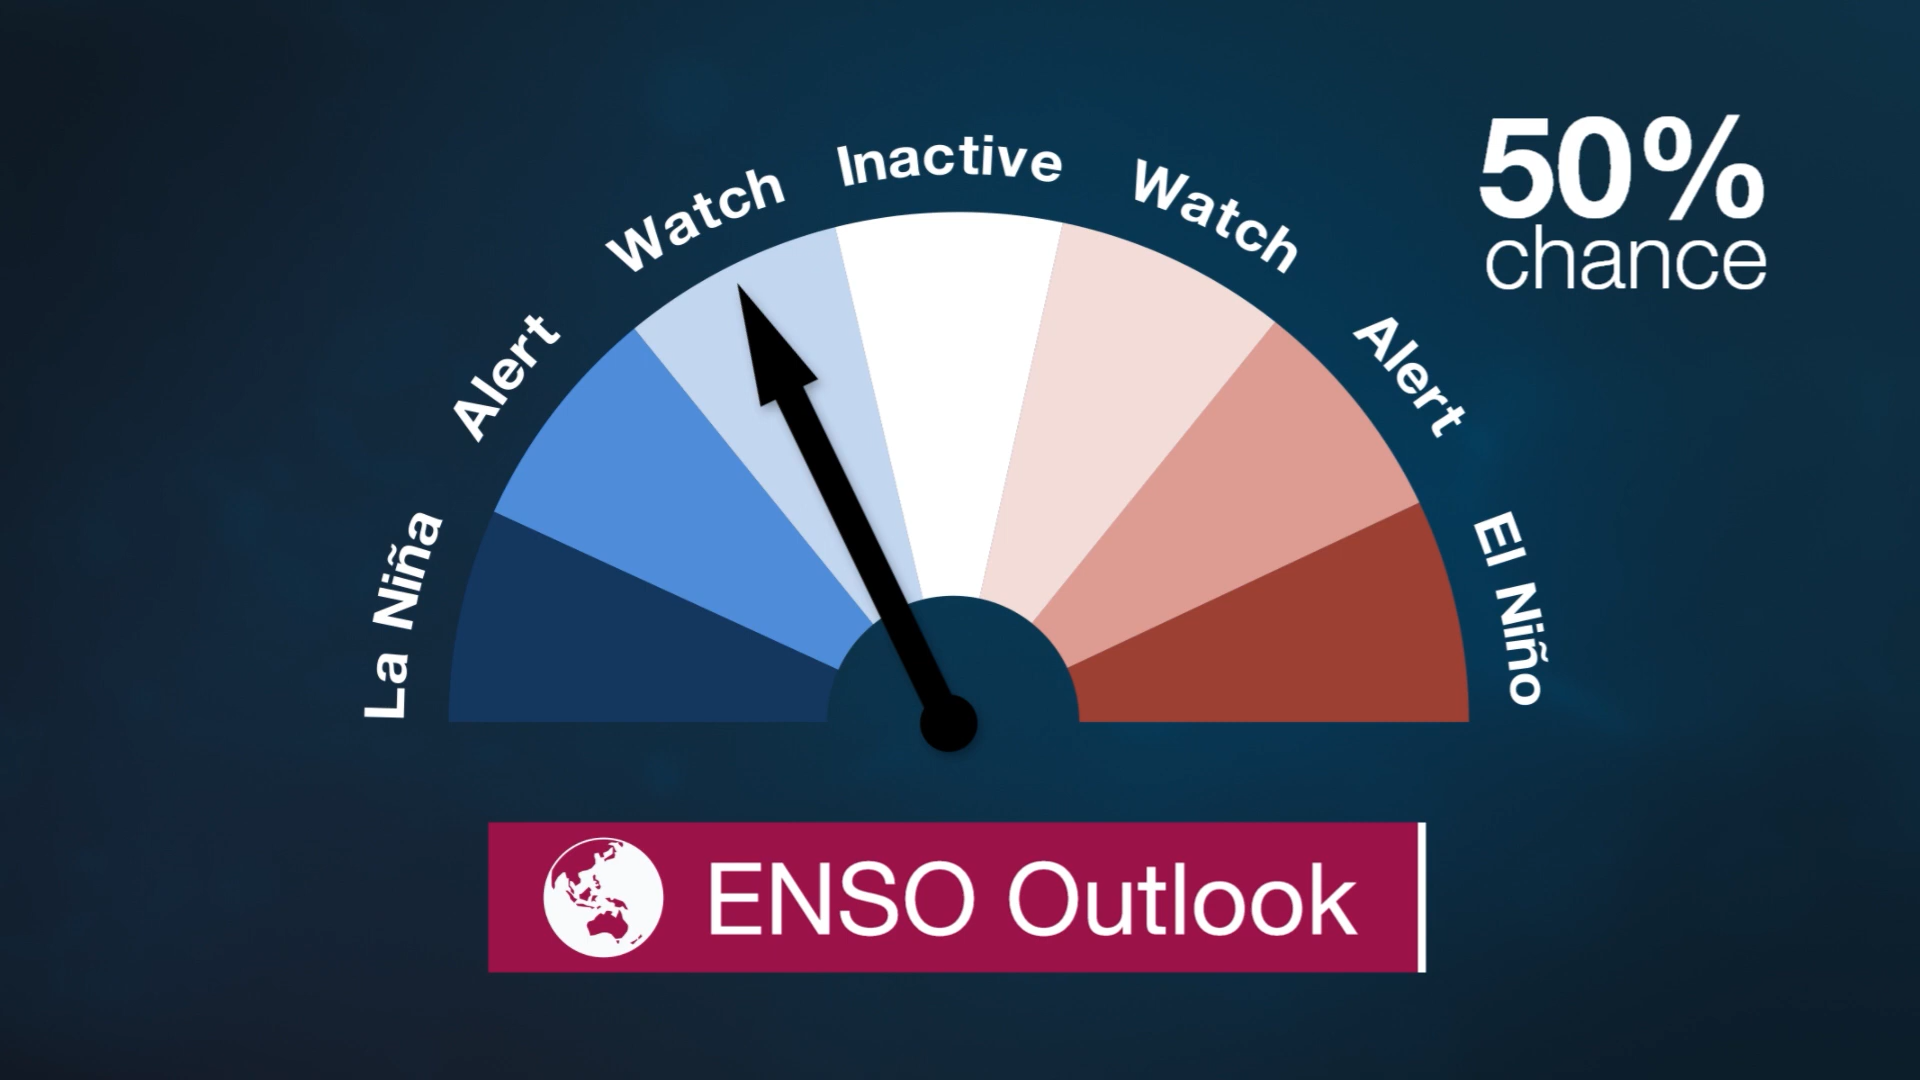 La Niña
Alert
Watch
Inactive
Watch
Alert
El Niño
50%
chance
ENSO Outlook